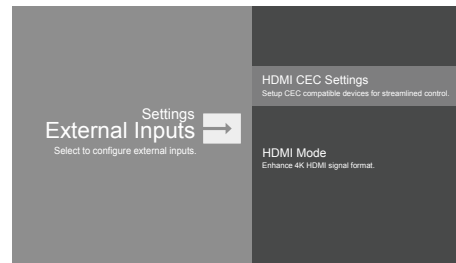 Settings
External Inputs
Select to configure external inputs.
HDMI CEC Settings
Setup CEC compatible devices for streamlined control.
HDMI Mode
Enhance 4K HDMI signal format.